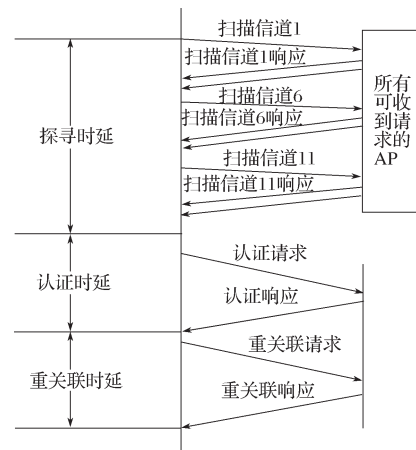 扫描信道1
扫描信道1响应
扫描信道6
扫描信道6响应
扫描信道11
扫描信道11响应
所有
可收
到请
求的
AP
探寻时延
认证请求
认证时延
认证响应
重关联请求
重关联时延
重关联响应